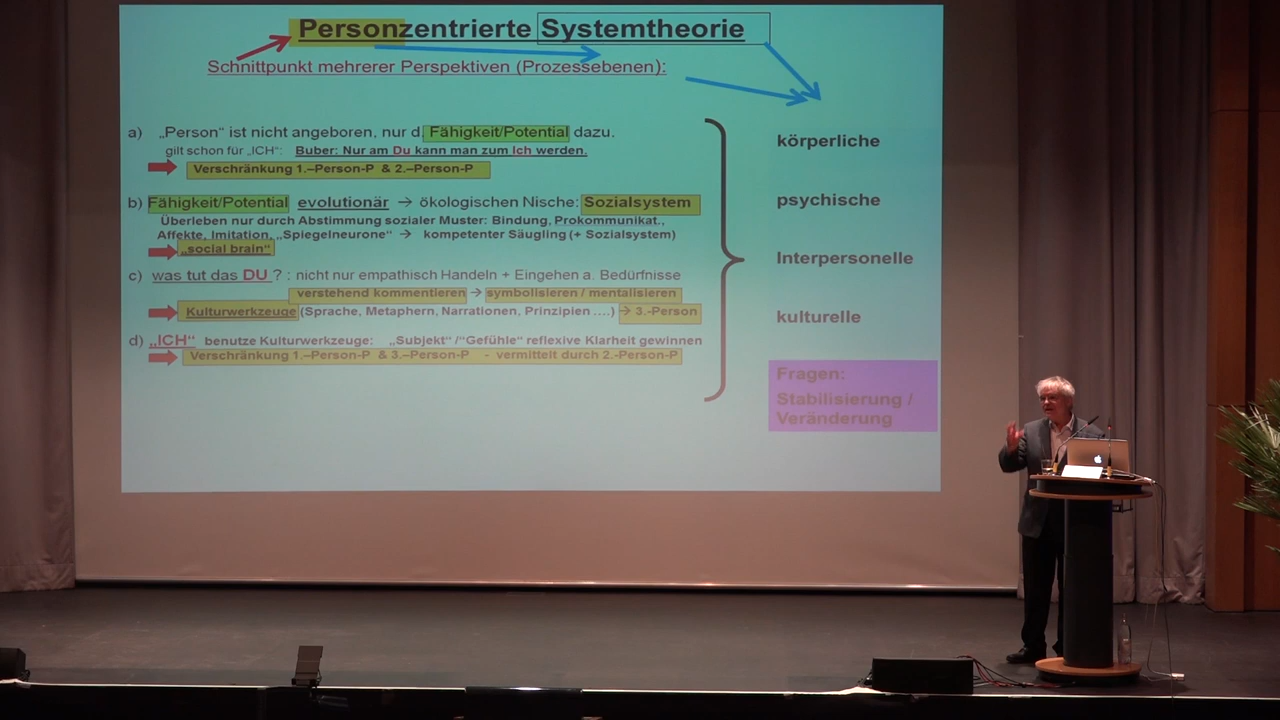 Personzentrierte Systemtheorie
Schnittpunkt mehrerer Perspektiven (Prozessebenen):
a) „Person" ist nicht angeboren, nur d. Fähigkeit/Potential dazu.
gilt schon für „ICH": Buber: Nur am Du kann man zum Ich werden.
Verschränkung 1.–Person-P & 2.–Person-P
b) Fähigkeit/Potential evolutionär → ökologischen Nische: Sozialsystem
Überleben nur durch Abstimmung sozialer Muster: Bindung, Prokommunikat.,
Affekte, Imitation, „Spiegelneurone" → kompetenter Säugling (+ Sozialsystem)
„social brain"
c) was tut das DU ? : nicht nur empathisch Handeln + Eingehen a. Bedürfnisse
verstehend kommentieren → symbolisieren / mentalisieren
Kulturwerkzeuge (Sprache, Metaphern, Narrationen, Prinzipien ....) → 3.-Person
d) „ICH" benutze Kulturwerkzeuge: „Subjekt" /"Gefühle" reflexive Klarheit gewinnen
Verschränkung 1.–Person-P & 3.–Person-P - vermittelt durch 2.-Person-P
körperliche
psychische
Interpersonelle
kulturelle
Fragen:
Stabilisierung /
Veränderung